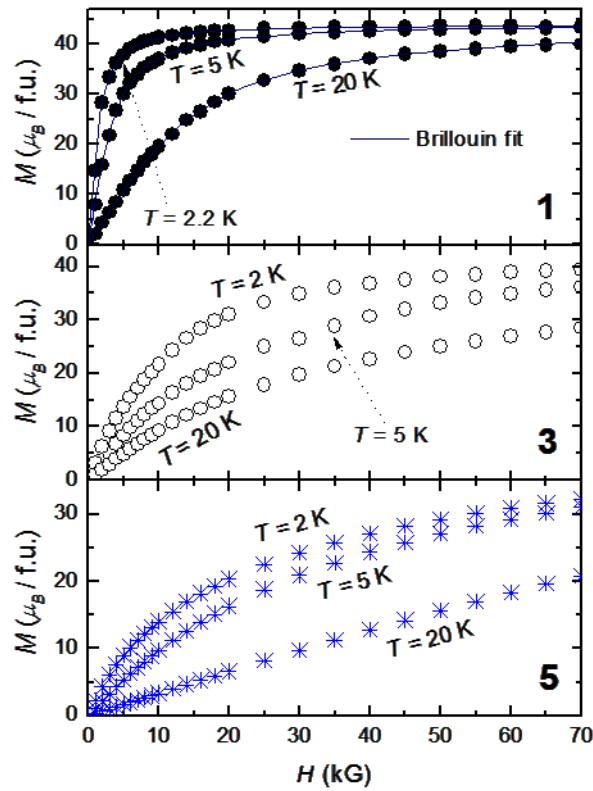 40
30
20
10
0
M (μB / f.u.)
T = 5 K
T = 20 K
Brillouin fit
T = 2.2 K
1
40
30
20
10
0
M (μB / f.u.)
T = 2 K
T = 20 K
T = 5 K
3
30
20
10
0
M (μB / f.u.)
T = 2 K
T = 5 K
T = 20 K
5
0 10 20 30 40 50 60 70
H (kG)